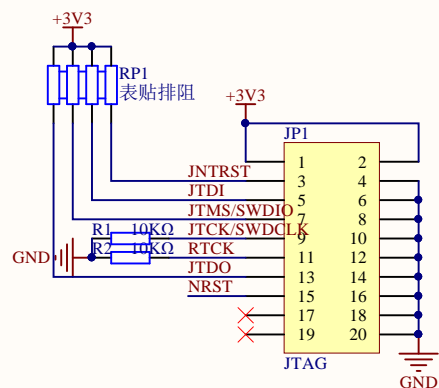 +3V3
RP1
表贴排阻
+3V3
JP1
JNTRST
JTDI
JTMS/SWDIO
R1 10KΩ JTCK/SWDCLK
R2 10KΩ RTCK
GND
JTDO
NRST
1 2
3 4
5 6
7 8
9 10
11 12
13 14
15 16
17 18
19 20
JTAG
GND